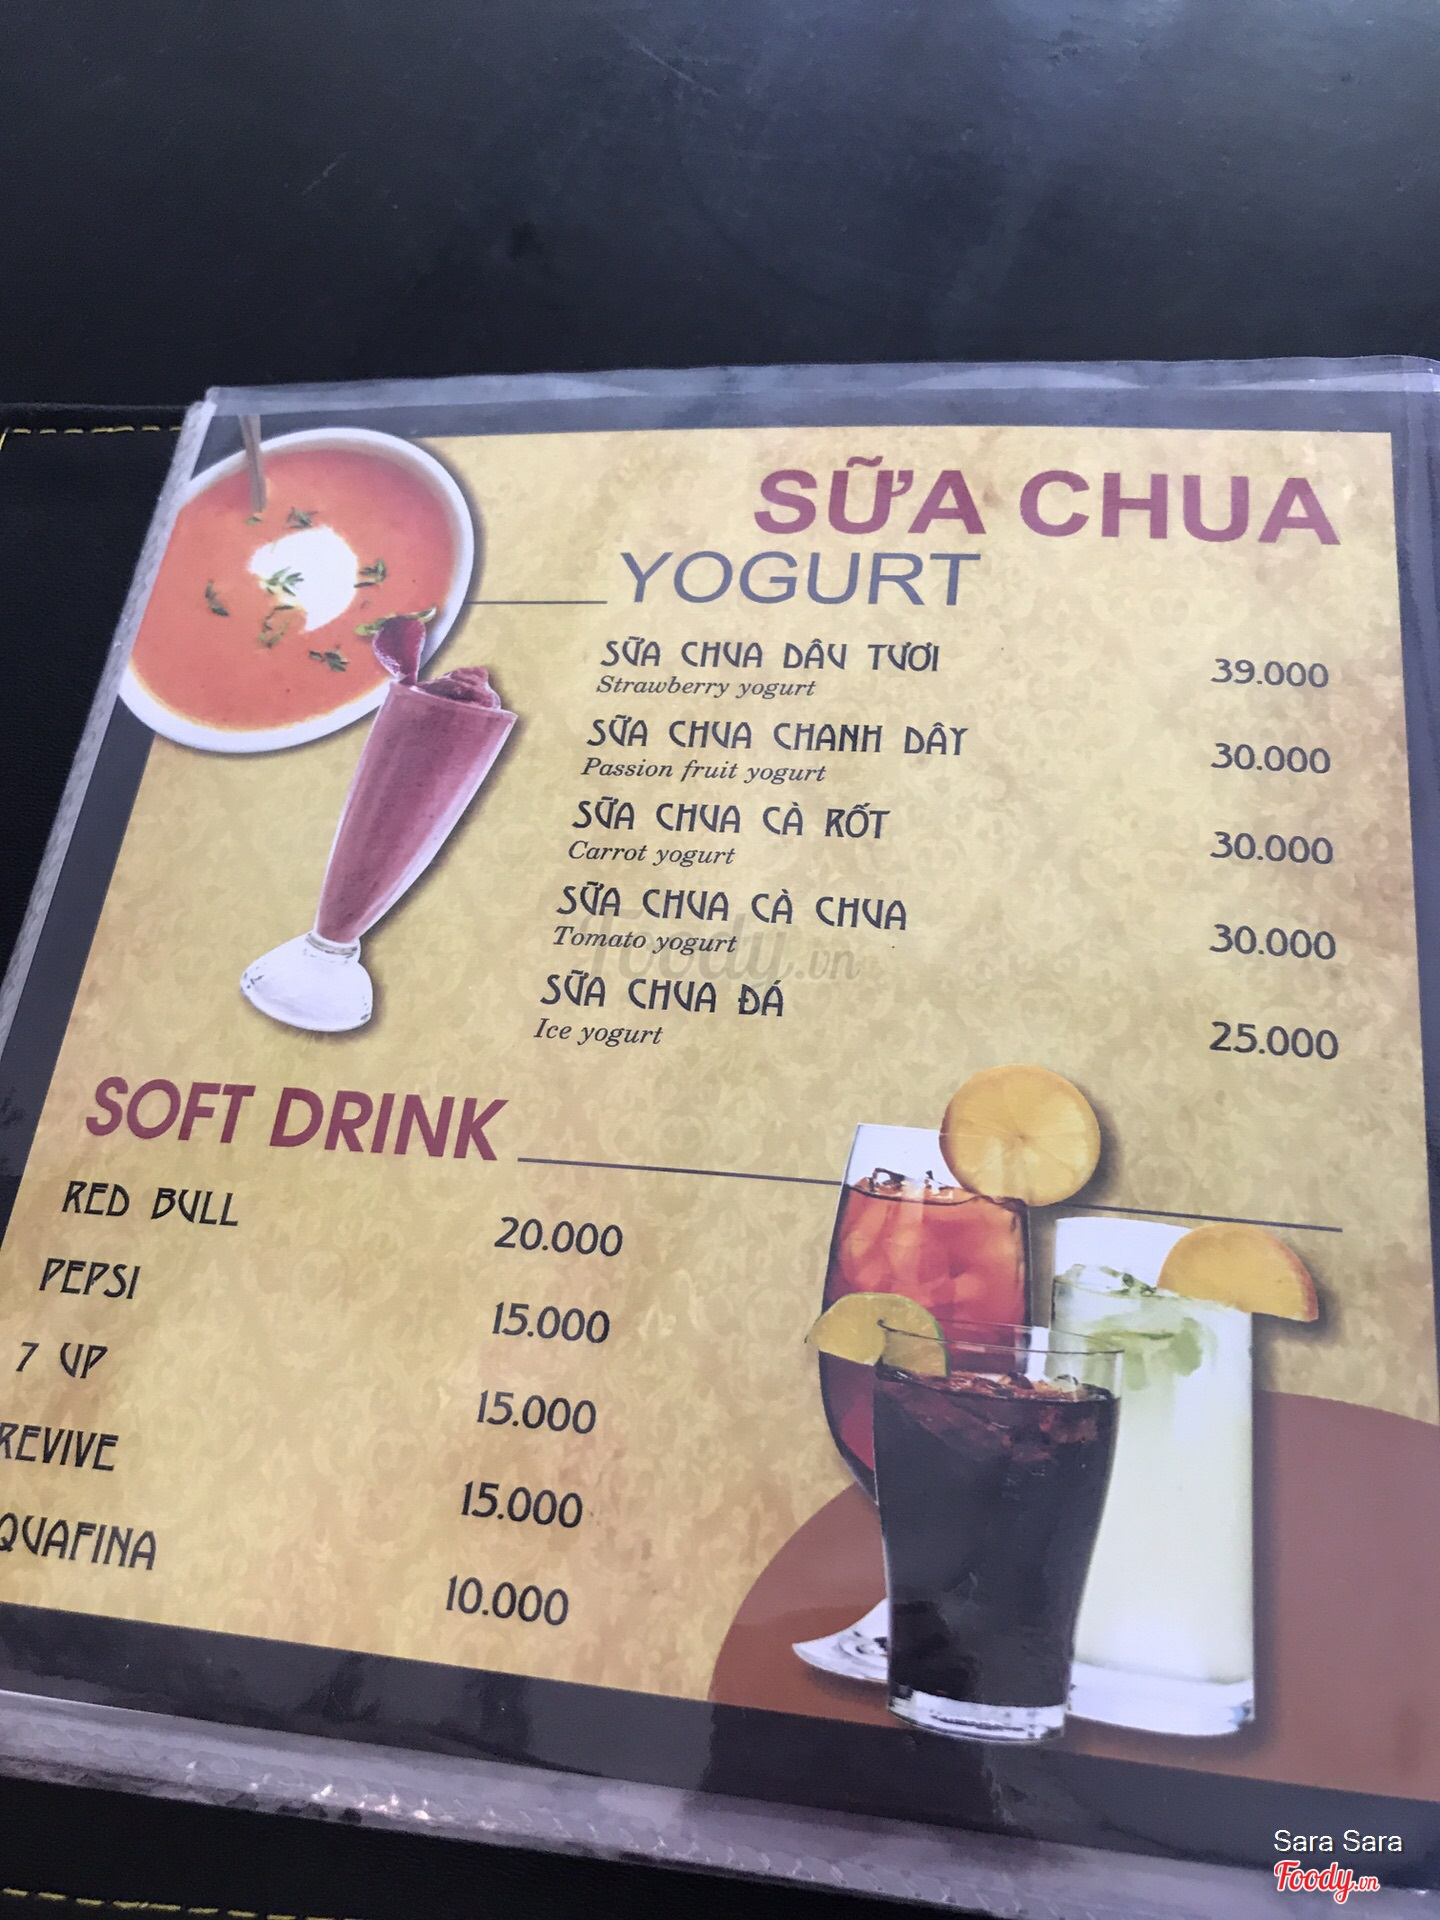 SỮA CHUA
YOGURT
SỮA CHUA DÂU TƯƠI 39.000
Strawberry yogurt
SỮA CHUA CHANH DÂY 30.000
Passion fruit yogurt
SỮA CHUA CÀ RỐT 30.000
Carrot yogurt
SỮA CHUA CÀ CHUA 30.000
Tomato yogurt
SỮA CHUA ĐÁ 25.000
Ice yogurt
Foody.vn
SOFT DRINK
RED BULL 20.000
PEPSI 15.000
7 UP 15.000
REVIVE 15.000
QUAFINA 10.000
Sara Sara
Foody.vn